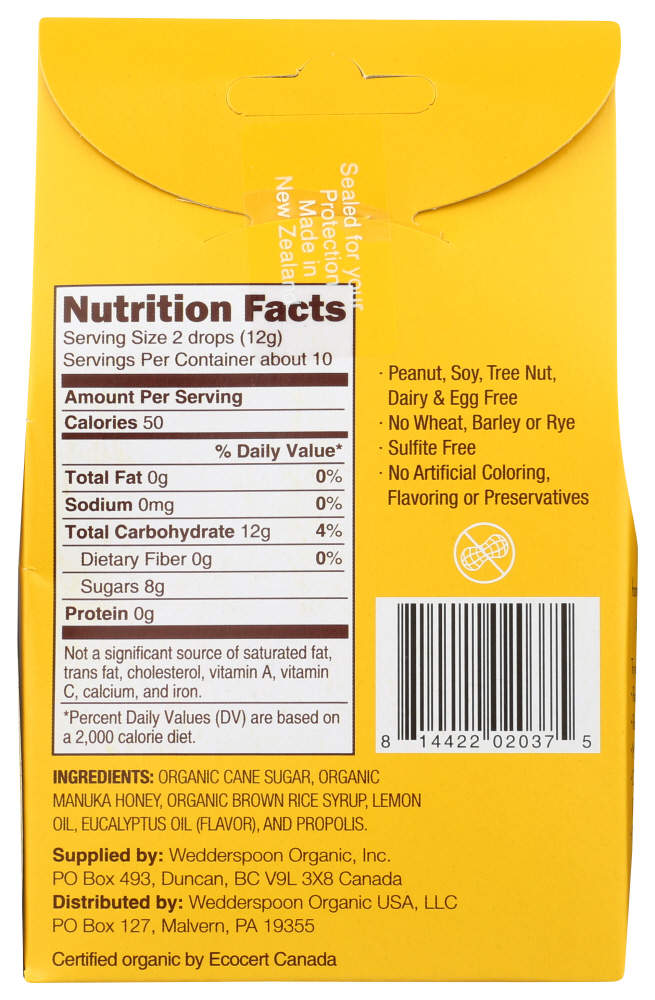 Sealed for your
Protection
Made in
New Zealand
Nutrition Facts
Serving Size 2 drops (12g)
Servings Per Container about 10
Amount Per Serving
Calories 50
% Daily Value*
Total Fat 0g 0%
Sodium 0mg 0%
Total Carbohydrate 12g 4%
Dietary Fiber 0g 0%
Sugars 8g
Protein 0g
Not a significant source of saturated fat,
trans fat, cholesterol, vitamin A, vitamin
C, calcium, and iron.
*Percent Daily Values (DV) are based on
a 2,000 calorie diet.
· Peanut, Soy, Tree Nut,
Dairy & Egg Free
· No Wheat, Barley or Rye
· Sulfite Free
· No Artificial Coloring,
Flavoring or Preservatives
8 14422 02037 5
INGREDIENTS: ORGANIC CANE SUGAR, ORGANIC
MANUKA HONEY, ORGANIC BROWN RICE SYRUP, LEMON
OIL, EUCALYPTUS OIL (FLAVOR), AND PROPOLIS.
Supplied by: Wedderspoon Organic, Inc.
PO Box 493, Duncan, BC V9L 3X8 Canada
Distributed by: Wedderspoon Organic USA, LLC
PO Box 127, Malvern, PA 19355
Certified organic by Ecocert Canada